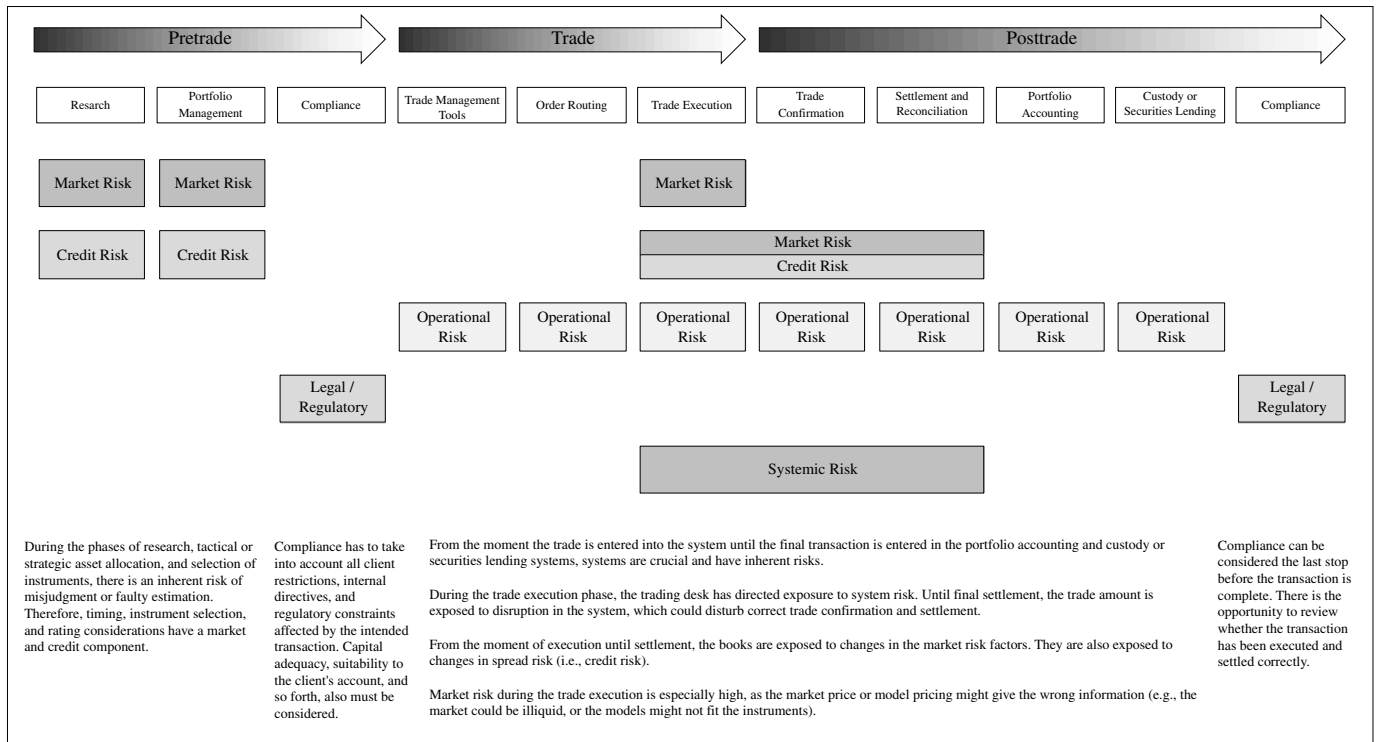 Pretrade
Trade
Posttrade
Resarch
Portfolio
Management
Compliance
Trade Management
Tools
Order Routing
Trade Execution
Trade
Confirmation
Settlement and
Reconciliation
Portfolio
Accounting
Custody or
Securities Lending
Compliance
Market Risk
Market Risk
Market Risk
Credit Risk
Credit Risk
Market Risk
Credit Risk
Operational
Risk
Operational
Risk
Operational
Risk
Operational
Risk
Operational
Risk
Operational
Risk
Operational
Risk
Legal /
Regulatory
Legal /
Regulatory
Systemic Risk
During the phases of research, tactical or
strategic asset allocation, and selection of
instruments, there is an inherent risk of
misjudgment or faulty estimation.
Therefore, timing, instrument selection,
and rating considerations have a market
and credit component.
Compliance has to take
into account all client
restrictions, internal
directives, and
regulatory constraints
affected by the intended
transaction. Capital
adequacy, suitability to
the client's account, and
so forth, also must be
considered.
From the moment the trade is entered into the system until the final transaction is entered in the portfolio accounting and custody or
securities lending systems, systems are crucial and have inherent risks.
During the trade execution phase, the trading desk has directed exposure to system risk. Until final settlement, the trade amount is
exposed to disruption in the system, which could disturb correct trade confirmation and settlement.
From the moment of execution until settlement, the books are exposed to changes in the market risk factors. They are also exposed to
changes in spread risk (i.e., credit risk).
Market risk during the trade execution is especially high, as the market price or model pricing might give the wrong information (e.g., the
market could be illiquid, or the models might not fit the instruments).
Compliance can be
considered the last stop
before the transaction is
complete. There is the
opportunity to review
whether the transaction
has been executed and
settled correctly.